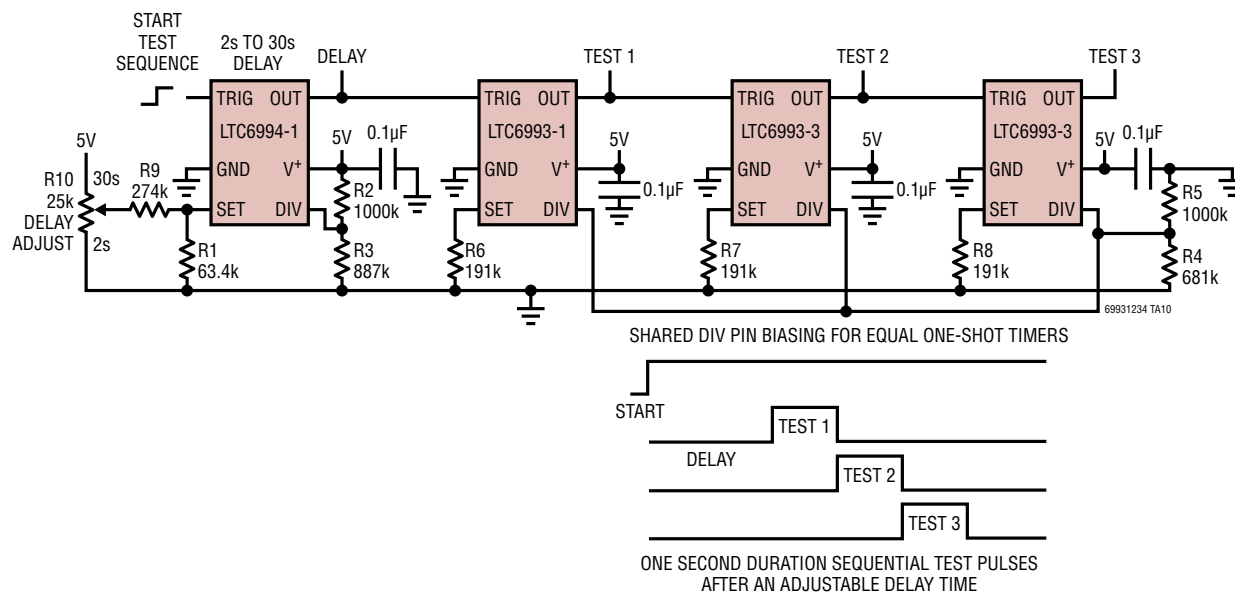 START
TEST
SEQUENCE
2s TO 30s
DELAY
DELAY
TEST 1
TEST 2
TEST 3
TRIG OUT
LTC6994-1
GND V+
SET DIV
TRIG OUT
LTC6993-1
GND V+
SET DIV
TRIG OUT
LTC6993-3
GND V+
SET DIV
TRIG OUT
LTC6993-3
GND V+
SET DIV
5V
R10
25k
DELAY
ADJUST
30s
2s
R9
274k
R1
63.4k
5V
0.1µF
R2
1000k
R3
887k
R6
191k
5V
0.1µF
R7
191k
5V
0.1µF
R8
191k
5V
0.1µF
R5
1000k
R4
681k
69931234 TA10
SHARED DIV PIN BIASING FOR EQUAL ONE-SHOT TIMERS
START
TEST 1
DELAY
TEST 2
TEST 3
ONE SECOND DURATION SEQUENTIAL TEST PULSES
AFTER AN ADJUSTABLE DELAY TIME